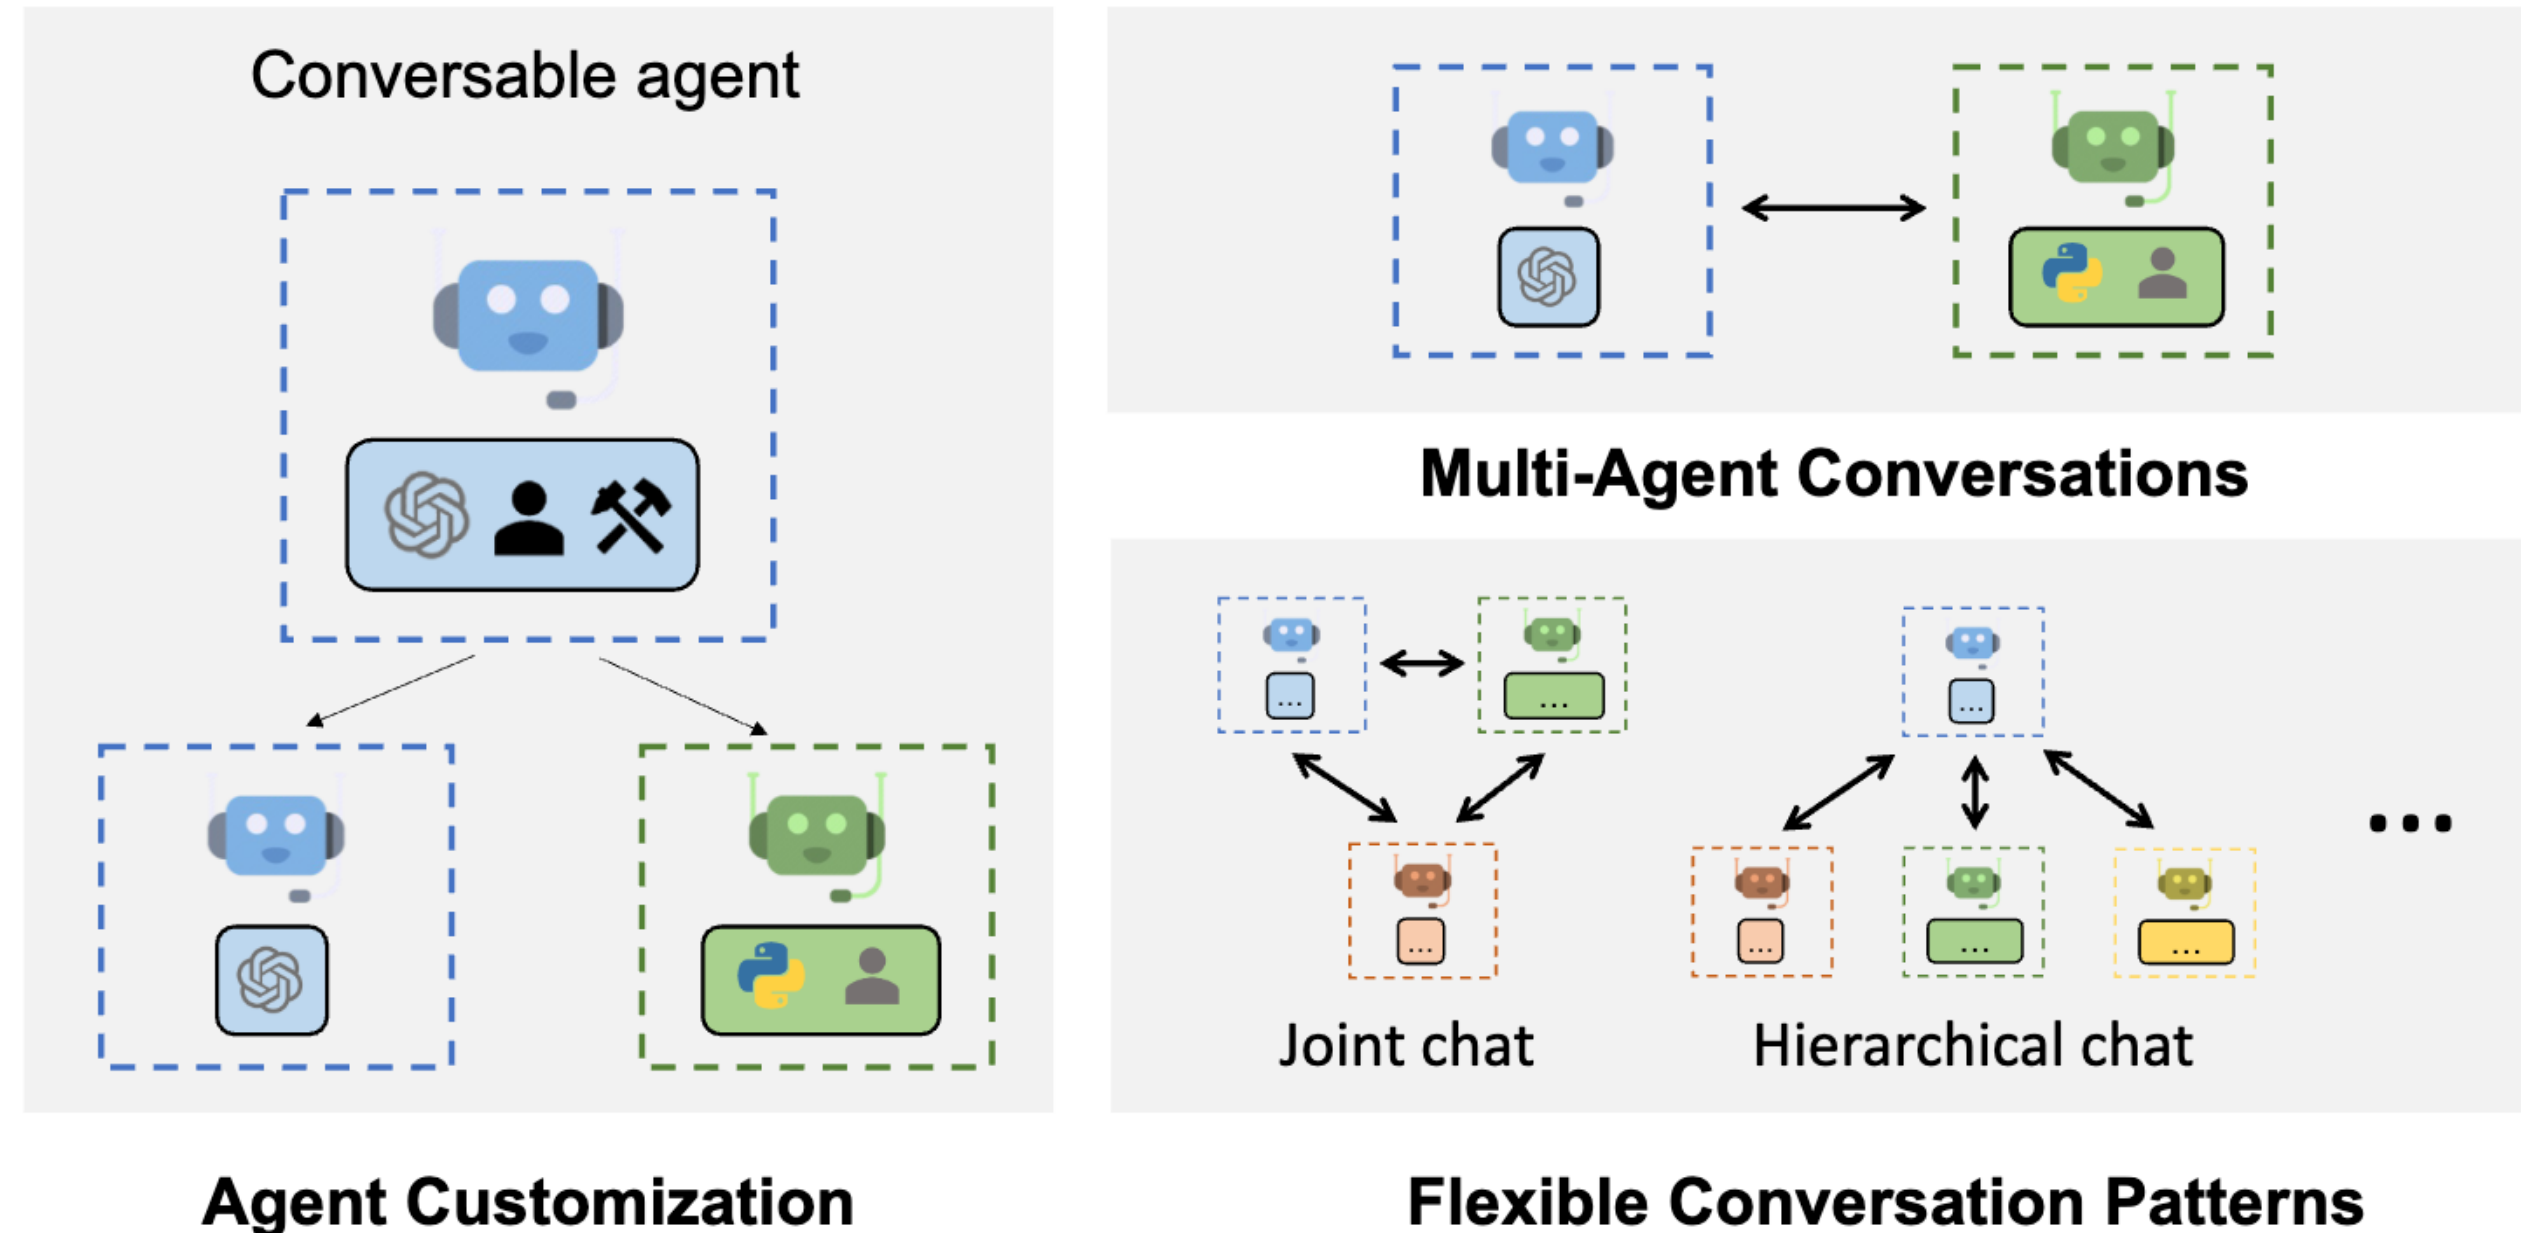 Conversable agent
Agent Customization
Multi-Agent Conversations
...
...
...
...
...
...
...
...
Joint chat
Hierarchical chat
Flexible Conversation Patterns